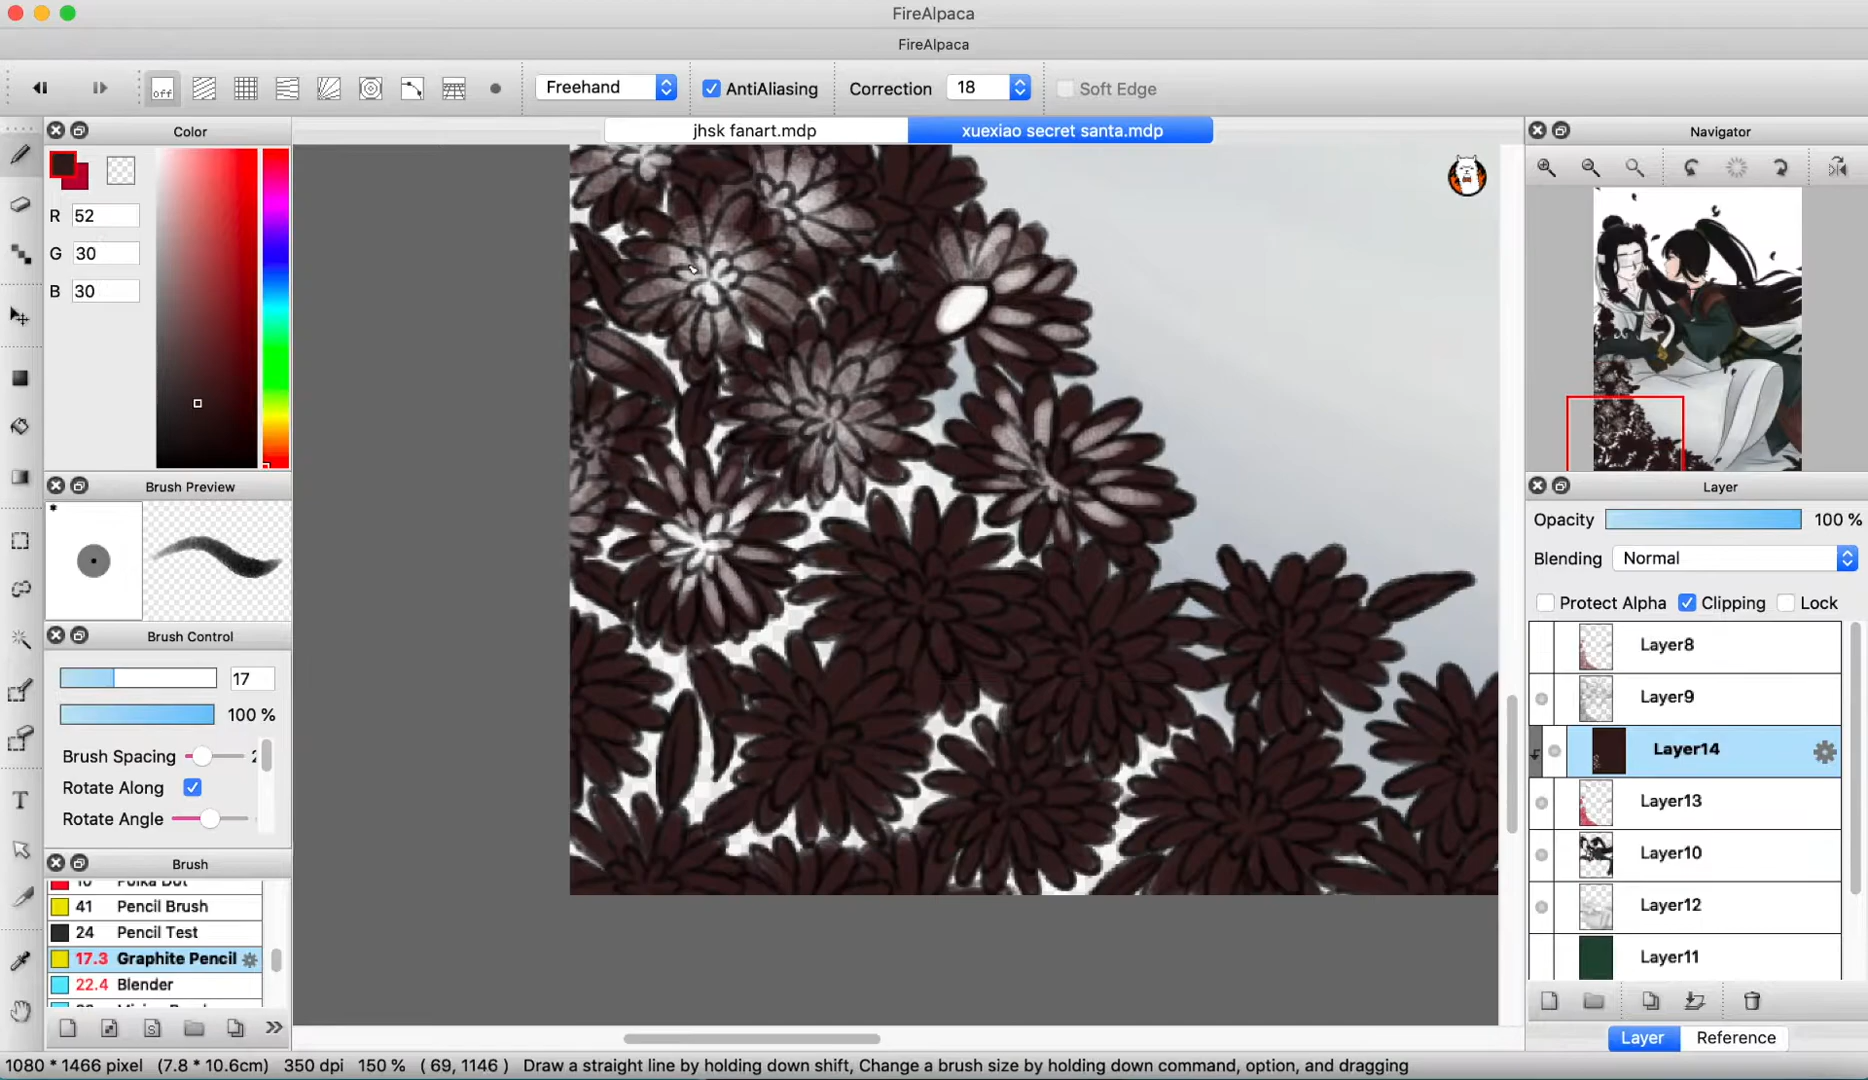 FireAlpaca
FireAlpaca
off
Freehand
AntiAliasing
Correction
18
Soft Edge
jhsk fanart.mdp
xuexiao secret santa.mdp
Color
R 52
G 30
B 30
Brush Preview
*
Brush Control
17
100 %
Brush Spacing
Rotate Along
Rotate Angle
Brush
Polka Dot
41 Pencil Brush
24 Pencil Test
17.3 Graphite Pencil
22.4 Blender
Navigator
Layer
Opacity 100 %
Blending Normal
Protect Alpha Clipping Lock
Layer8
Layer9
Layer14
Layer13
Layer10
Layer12
Layer11
Layer Reference
1080 * 1466 pixel (7.8 * 10.6cm) 350 dpi 150 % ( 69, 1146 ) Draw a straight line by holding down shift, Change a brush size by holding down command, option, and dragging